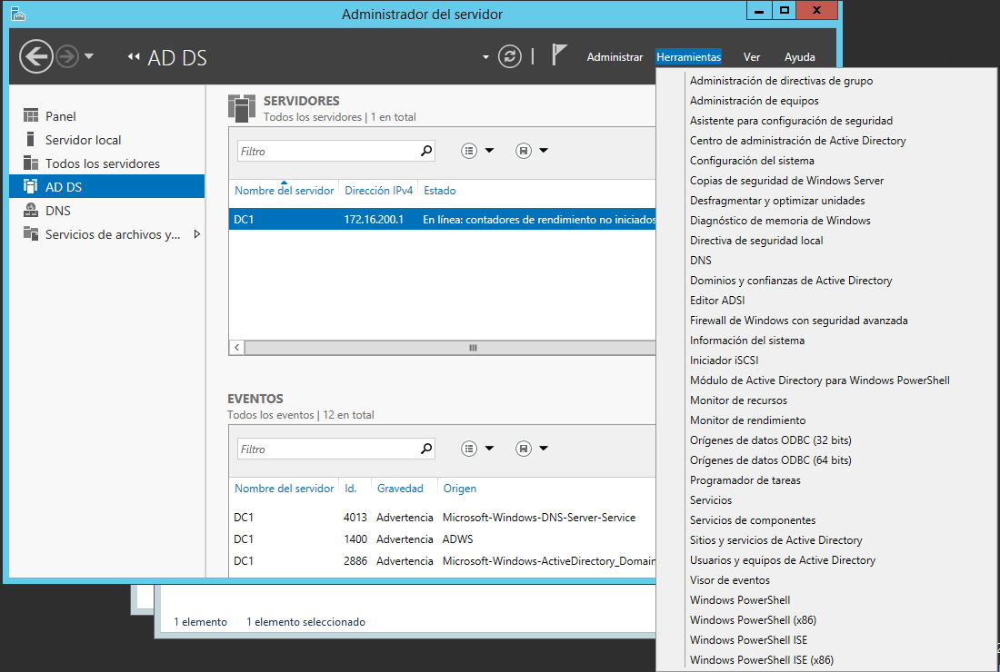 Administrador del servidor
AD DS
Administrar Herramientas Ver Ayuda
Panel
Servidor local
Todos los servidores
AD DS
DNS
Servicios de archivos y...
SERVIDORES
Todos los servidores | 1 en total
Filtro
Nombre del servidor Dirección IPv4 Estado
DC1 172.16.200.1 En línea: contadores de rendimiento no iniciados
EVENTOS
Todos los eventos | 12 en total
Filtro
Nombre del servidor Id. Gravedad Origen
DC1 4013 Advertencia Microsoft-Windows-DNS-Server-Service
DC1 1400 Advertencia ADWS
DC1 2886 Advertencia Microsoft-Windows-ActiveDirectory_Domain
1 elemento 1 elemento seleccionado
Administración de directivas de grupo
Administración de equipos
Asistente para configuración de seguridad
Centro de administración de Active Directory
Configuración del sistema
Copias de seguridad de Windows Server
Desfragmentar y optimizar unidades
Diagnóstico de memoria de Windows
Directiva de seguridad local
DNS
Dominios y confianzas de Active Directory
Editor ADSI
Firewall de Windows con seguridad avanzada
Información del sistema
Iniciador iSCSI
Módulo de Active Directory para Windows PowerShell
Monitor de recursos
Monitor de rendimiento
Orígenes de datos ODBC (32 bits)
Orígenes de datos ODBC (64 bits)
Programador de tareas
Servicios
Servicios de componentes
Sitios y servicios de Active Directory
Usuarios y equipos de Active Directory
Visor de eventos
Windows PowerShell
Windows PowerShell (x86)
Windows PowerShell ISE
Windows PowerShell ISE (x86)